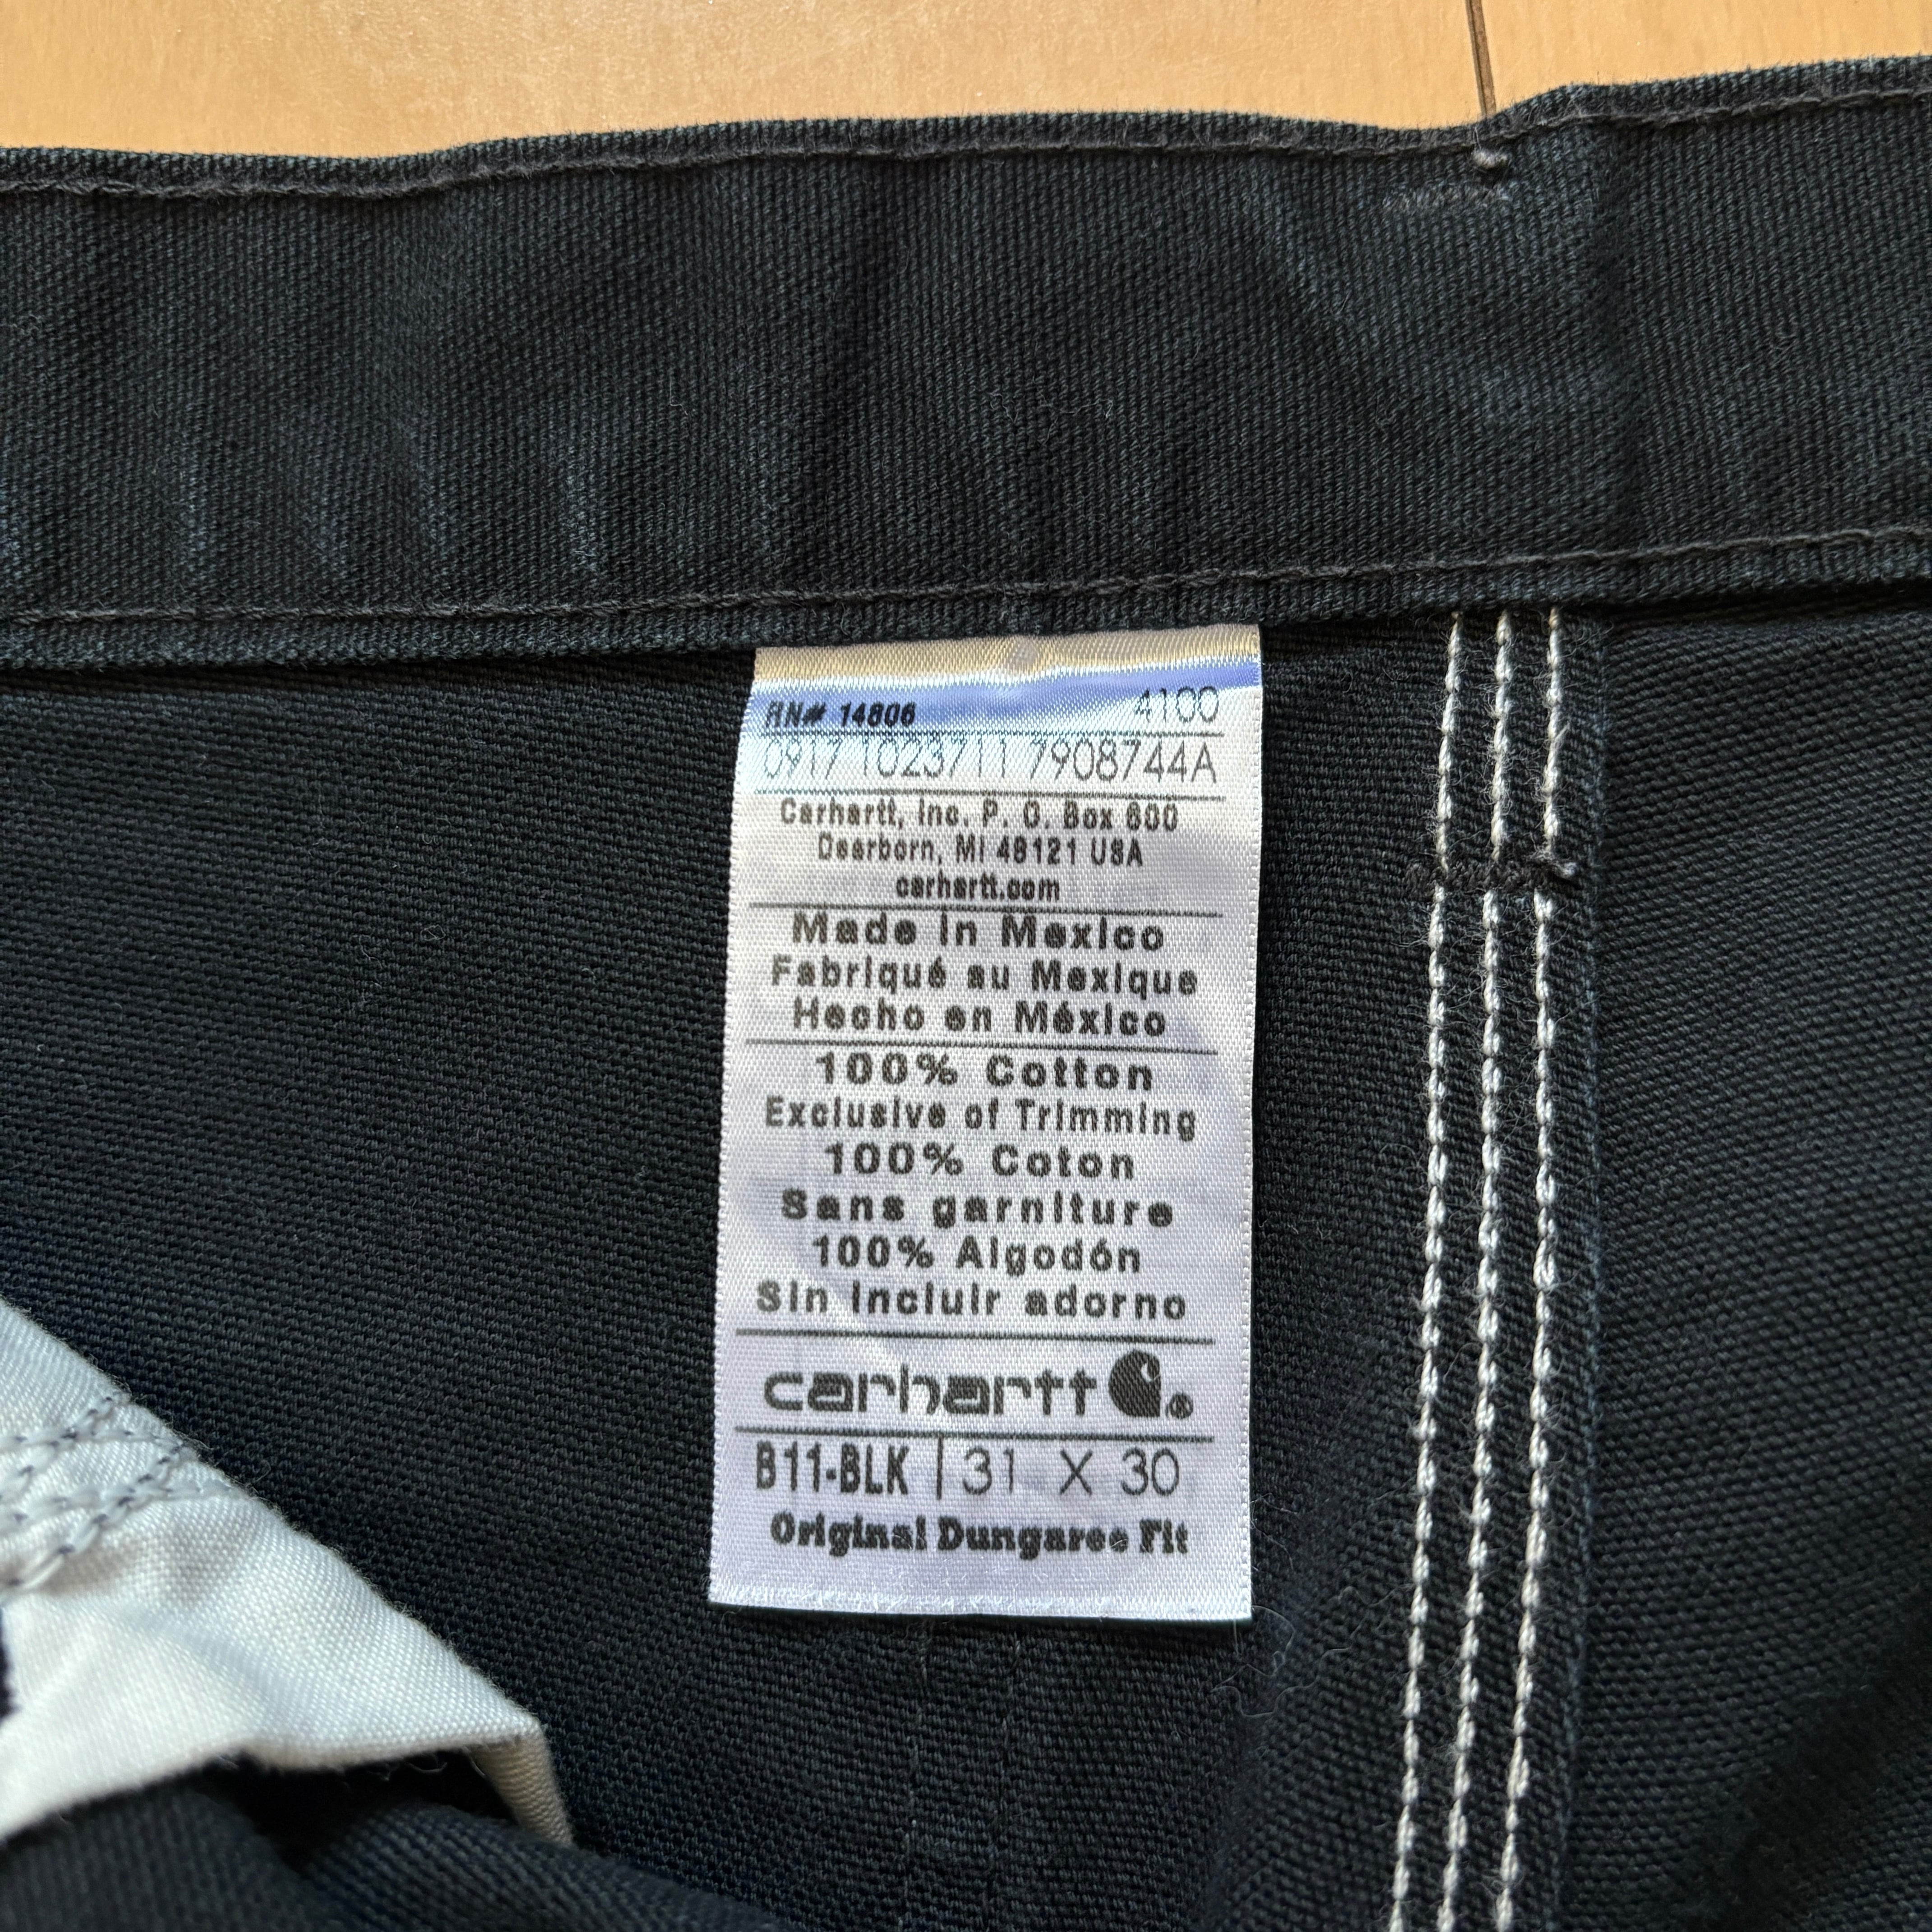 RN# 14806 4100
0917 1023711 7908744A
Carhartt, Inc. P. O. Box 600
Dearborn, MI 48121 USA
carhartt.com
Made in Mexico
Fabriqué au Mexique
Hecho en México
100% Cotton
Exclusive of Trimming
100% Coton
Sans garniture
100% Algodón
Sin incluir adorno
carhartt ®
B11-BLK | 31 X 30
Original Dungaree Fit